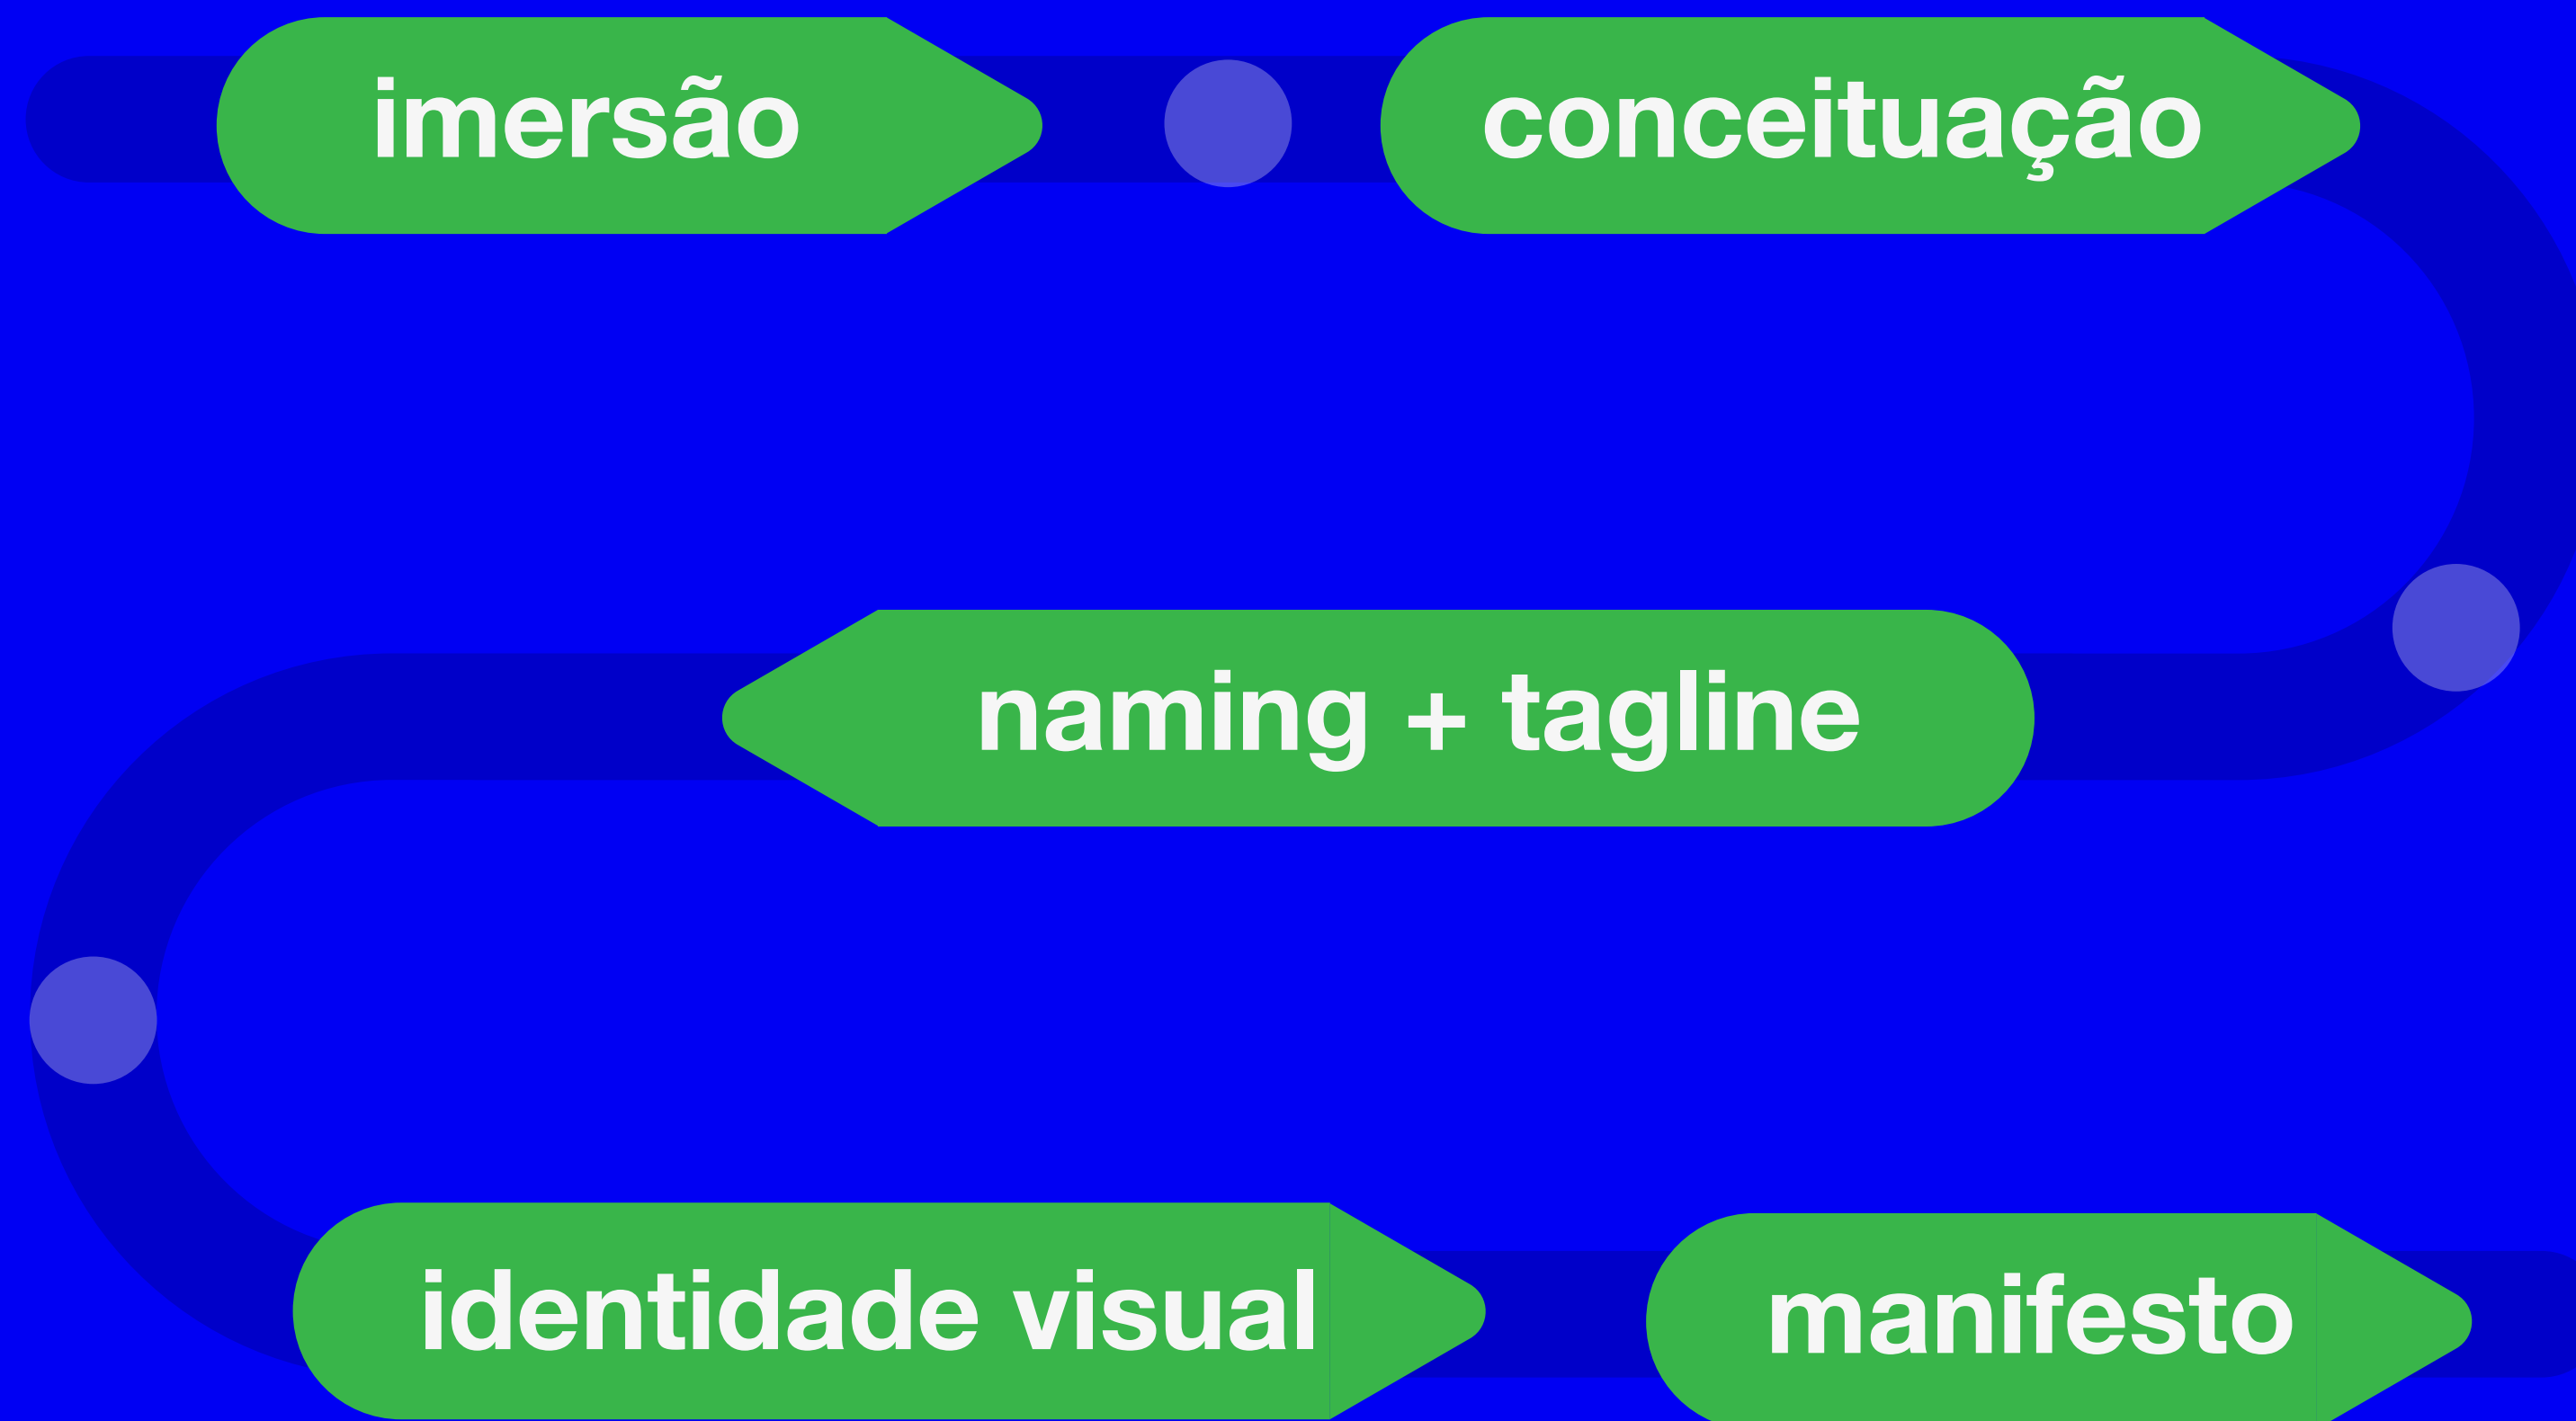 imersão
conceituação
naming + tagline
identidade visual
manifesto